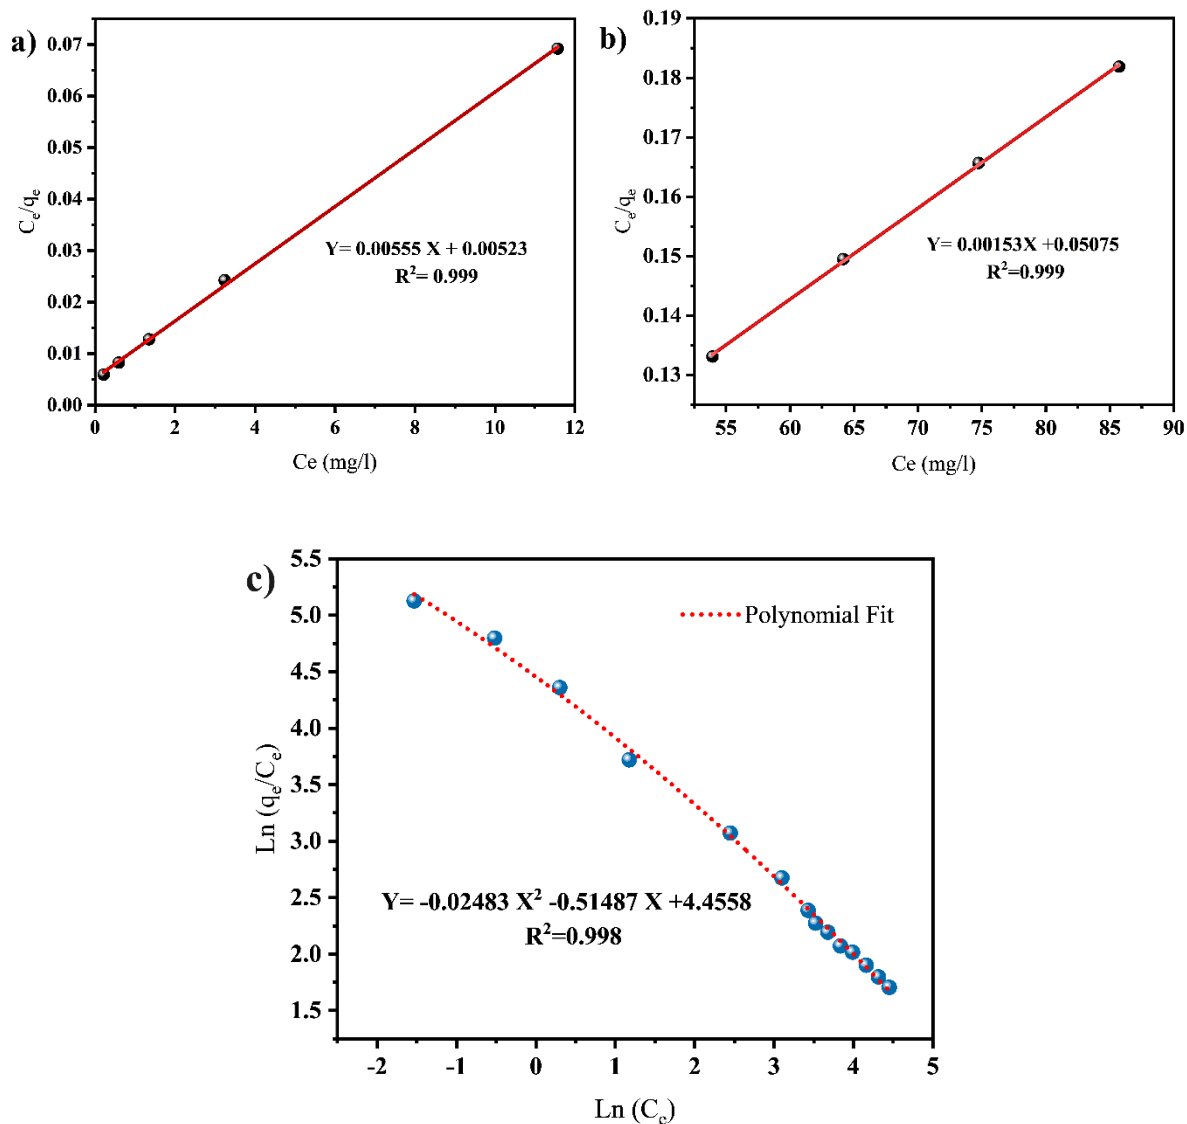 a)
0.07
0.06
0.05
0.04
0.03
0.02
0.01
0.00
Cₑ/qₑ
Y= 0.00555 X + 0.00523
R²= 0.999
0 2 4 6 8 10 12
Ce (mg/l)
b)
0.19
0.18
0.17
0.16
0.15
0.14
0.13
Cₑ/qₑ
Y= 0.00153X +0.05075
R²=0.999
55 60 65 70 75 80 85 90
Ce (mg/l)
c)
5.5
5.0
4.5
4.0
3.5
3.0
2.5
2.0
1.5
Ln (qₑ/Cₑ)
Polynomial Fit
Y= -0.02483 X² -0.51487 X +4.4558
R²=0.998
-2 -1 0 1 2 3 4 5
Ln (Cₑ)